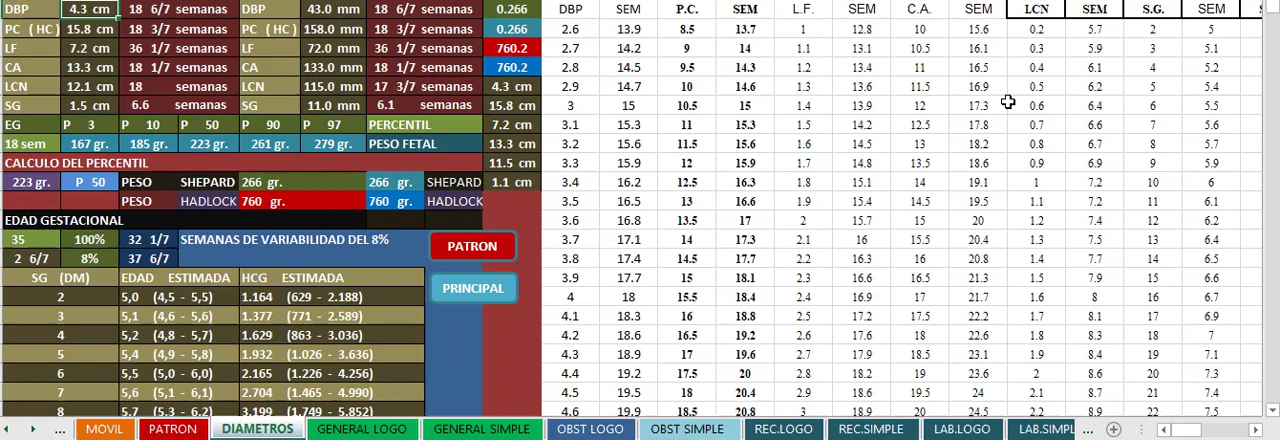 DBP 4.3 cm 18 6/7 semanas DBP 43.0 mm 18 6/7 semanas 0.266 DBP SEM P.C. SEM L.F. SEM C.A. SEM LCN SEM S.G. SEM
PC ( HC) 15.8 cm 18 3/7 semanas PC ( HC) 158.0 mm 18 3/7 semanas 0.266 2.6 13.9 8.5 13.7 1 12.8 10 15.6 0.2 5.7 2 5
LF 7.2 cm 36 1/7 semanas LF 72.0 mm 36 1/7 semanas 760.2 2.7 14.2 9 14 1.1 13.1 10.5 16.1 0.3 5.9 3 5.1
CA 13.3 cm 18 1/7 semanas CA 133.0 mm 18 1/7 semanas 760.2 2.8 14.5 9.5 14.3 1.2 13.4 11 16.5 0.4 6.1 4 5.2
LCN 12.1 cm 18 semanas LCN 115.0 mm 17 3/7 semanas 4.3 cm 2.9 14.7 10 14.6 1.3 13.6 11.5 16.9 0.5 6.2 5 5.4
SG 1.5 cm 6.6 semanas SG 11.0 mm 6.1 semanas 15.8 cm 3 15 10.5 15 1.4 13.9 12 17.3 0.6 6.4 6 5.5
EG P 3 P 10 P 50 P 90 P 97 PERCENTIL 7.2 cm 3.1 15.3 11 15.3 1.5 14.2 12.5 17.8 0.7 6.6 7 5.6
18 sem 167 gr. 185 gr. 223 gr. 261 gr. 279 gr. PESO FETAL 13.3 cm 3.2 15.6 11.5 15.6 1.6 14.5 13 18.2 0.8 6.7 8 5.7
CALCULO DEL PERCENTIL 11.5 cm 3.3 15.9 12 15.9 1.7 14.8 13.5 18.6 0.9 6.9 9 5.9
223 gr. P 50 PESO SHEPARD 266 gr. 266 gr. SHEPARD 1.1 cm 3.4 16.2 12.5 16.3 1.8 15.1 14 19.1 1 7.2 10 6
PESO HADLOCK 760 gr. 760 gr. HADLOCK 3.5 16.5 13 16.6 1.9 15.4 14.5 19.5 1.1 7.2 11 6.1
EDAD GESTACIONAL 3.6 16.8 13.5 17 2 15.7 15 20 1.2 7.4 12 6.2
35 100% 32 1/7 SEMANAS DE VARIABILIDAD DEL 8% PATRON 3.7 17.1 14 17.3 2.1 16 15.5 20.4 1.3 7.5 13 6.4
2 6/7 8% 37 6/7 3.8 17.4 14.5 17.7 2.2 16.3 16 20.8 1.4 7.7 14 6.5
SG (DM) EDAD ESTIMADA HCG ESTIMADA PRINCIPAL 3.9 17.7 15 18.1 2.3 16.6 16.5 21.3 1.5 7.9 15 6.6
2 5,0 (4,5 - 5,5) 1.164 (629 - 2.188) 4 18 15.5 18.4 2.4 16.9 17 21.7 1.6 8 16 6.7
3 5,1 (4,6 - 5,6) 1.377 (771 - 2.589) 4.1 18.3 16 18.8 2.5 17.2 17.5 22.2 1.7 8.1 17 6.9
4 5,2 (4,8 - 5,7) 1.629 (863 - 3.036) 4.2 18.6 16.5 19.2 2.6 17.6 18 22.6 1.8 8.3 18 7
5 5,4 (4,9 - 5,8) 1.932 (1.026 - 3.636) 4.3 18.9 17 19.6 2.7 17.9 18.5 23.1 1.9 8.4 19 7.1
6 5,5 (5,0 - 6,0) 2.165 (1.226 - 4.256) 4.4 19.2 17.5 20 2.8 18.2 19 23.6 2 8.6 20 7.3
7 5,6 (5,1 - 6,1) 2.704 (1.465 - 4.990) 4.5 19.5 18 20.4 2.9 18.5 19.5 24 2.1 8.7 21 7.4
8 5,7 (5,3 - 6,2) 3.199 (1.749 - 5.852) 4.6 19.9 18.5 20.8 3 18.8 20 24.5 2.2 8.8 22 7.5
... MOVIL PATRON DIAMETROS GENERAL LOGO GENERAL SIMPLE OBST LOGO OBST SIMPLE REC.LOGO REC.SIMPLE LAB.LOGO LAB.SIMPL ...